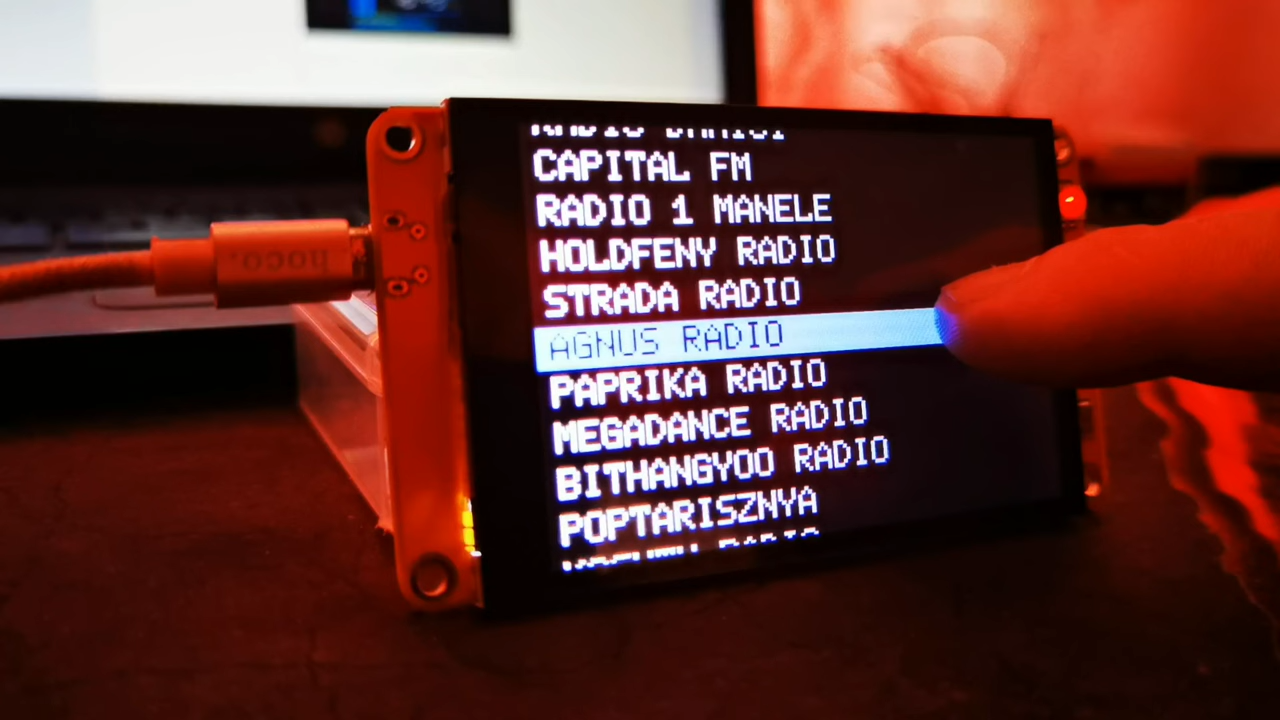 CAPITAL FM
RADIO 1 MANELE
HOLDFENY RADIO
STRADA RADIO
AGNUS RADIO
PAPRIKA RADIO
MEGADANCE RADIO
BITHANGYOO RADIO
POPTARISZNYA
hoco.